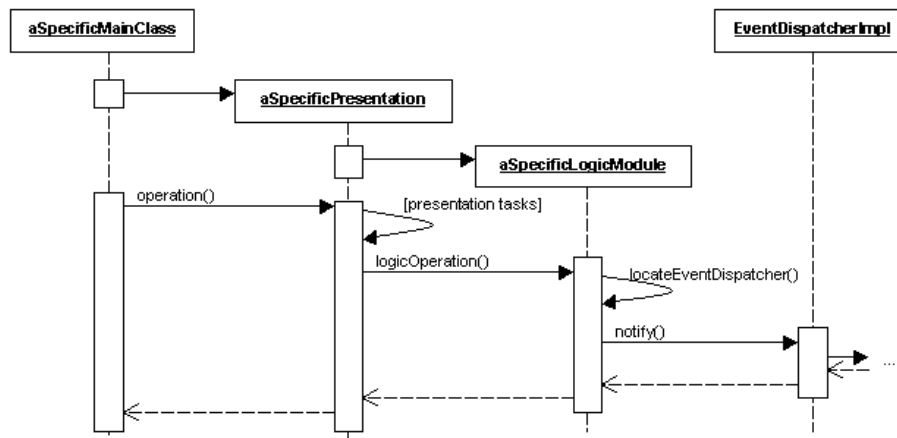 aSpecificMainClass
EventDispatcherImpl
aSpecificPresentation
aSpecificLogicModule
operation()
[presentation tasks]
logicOperation()
locateEventDispatcher()
notify()
...